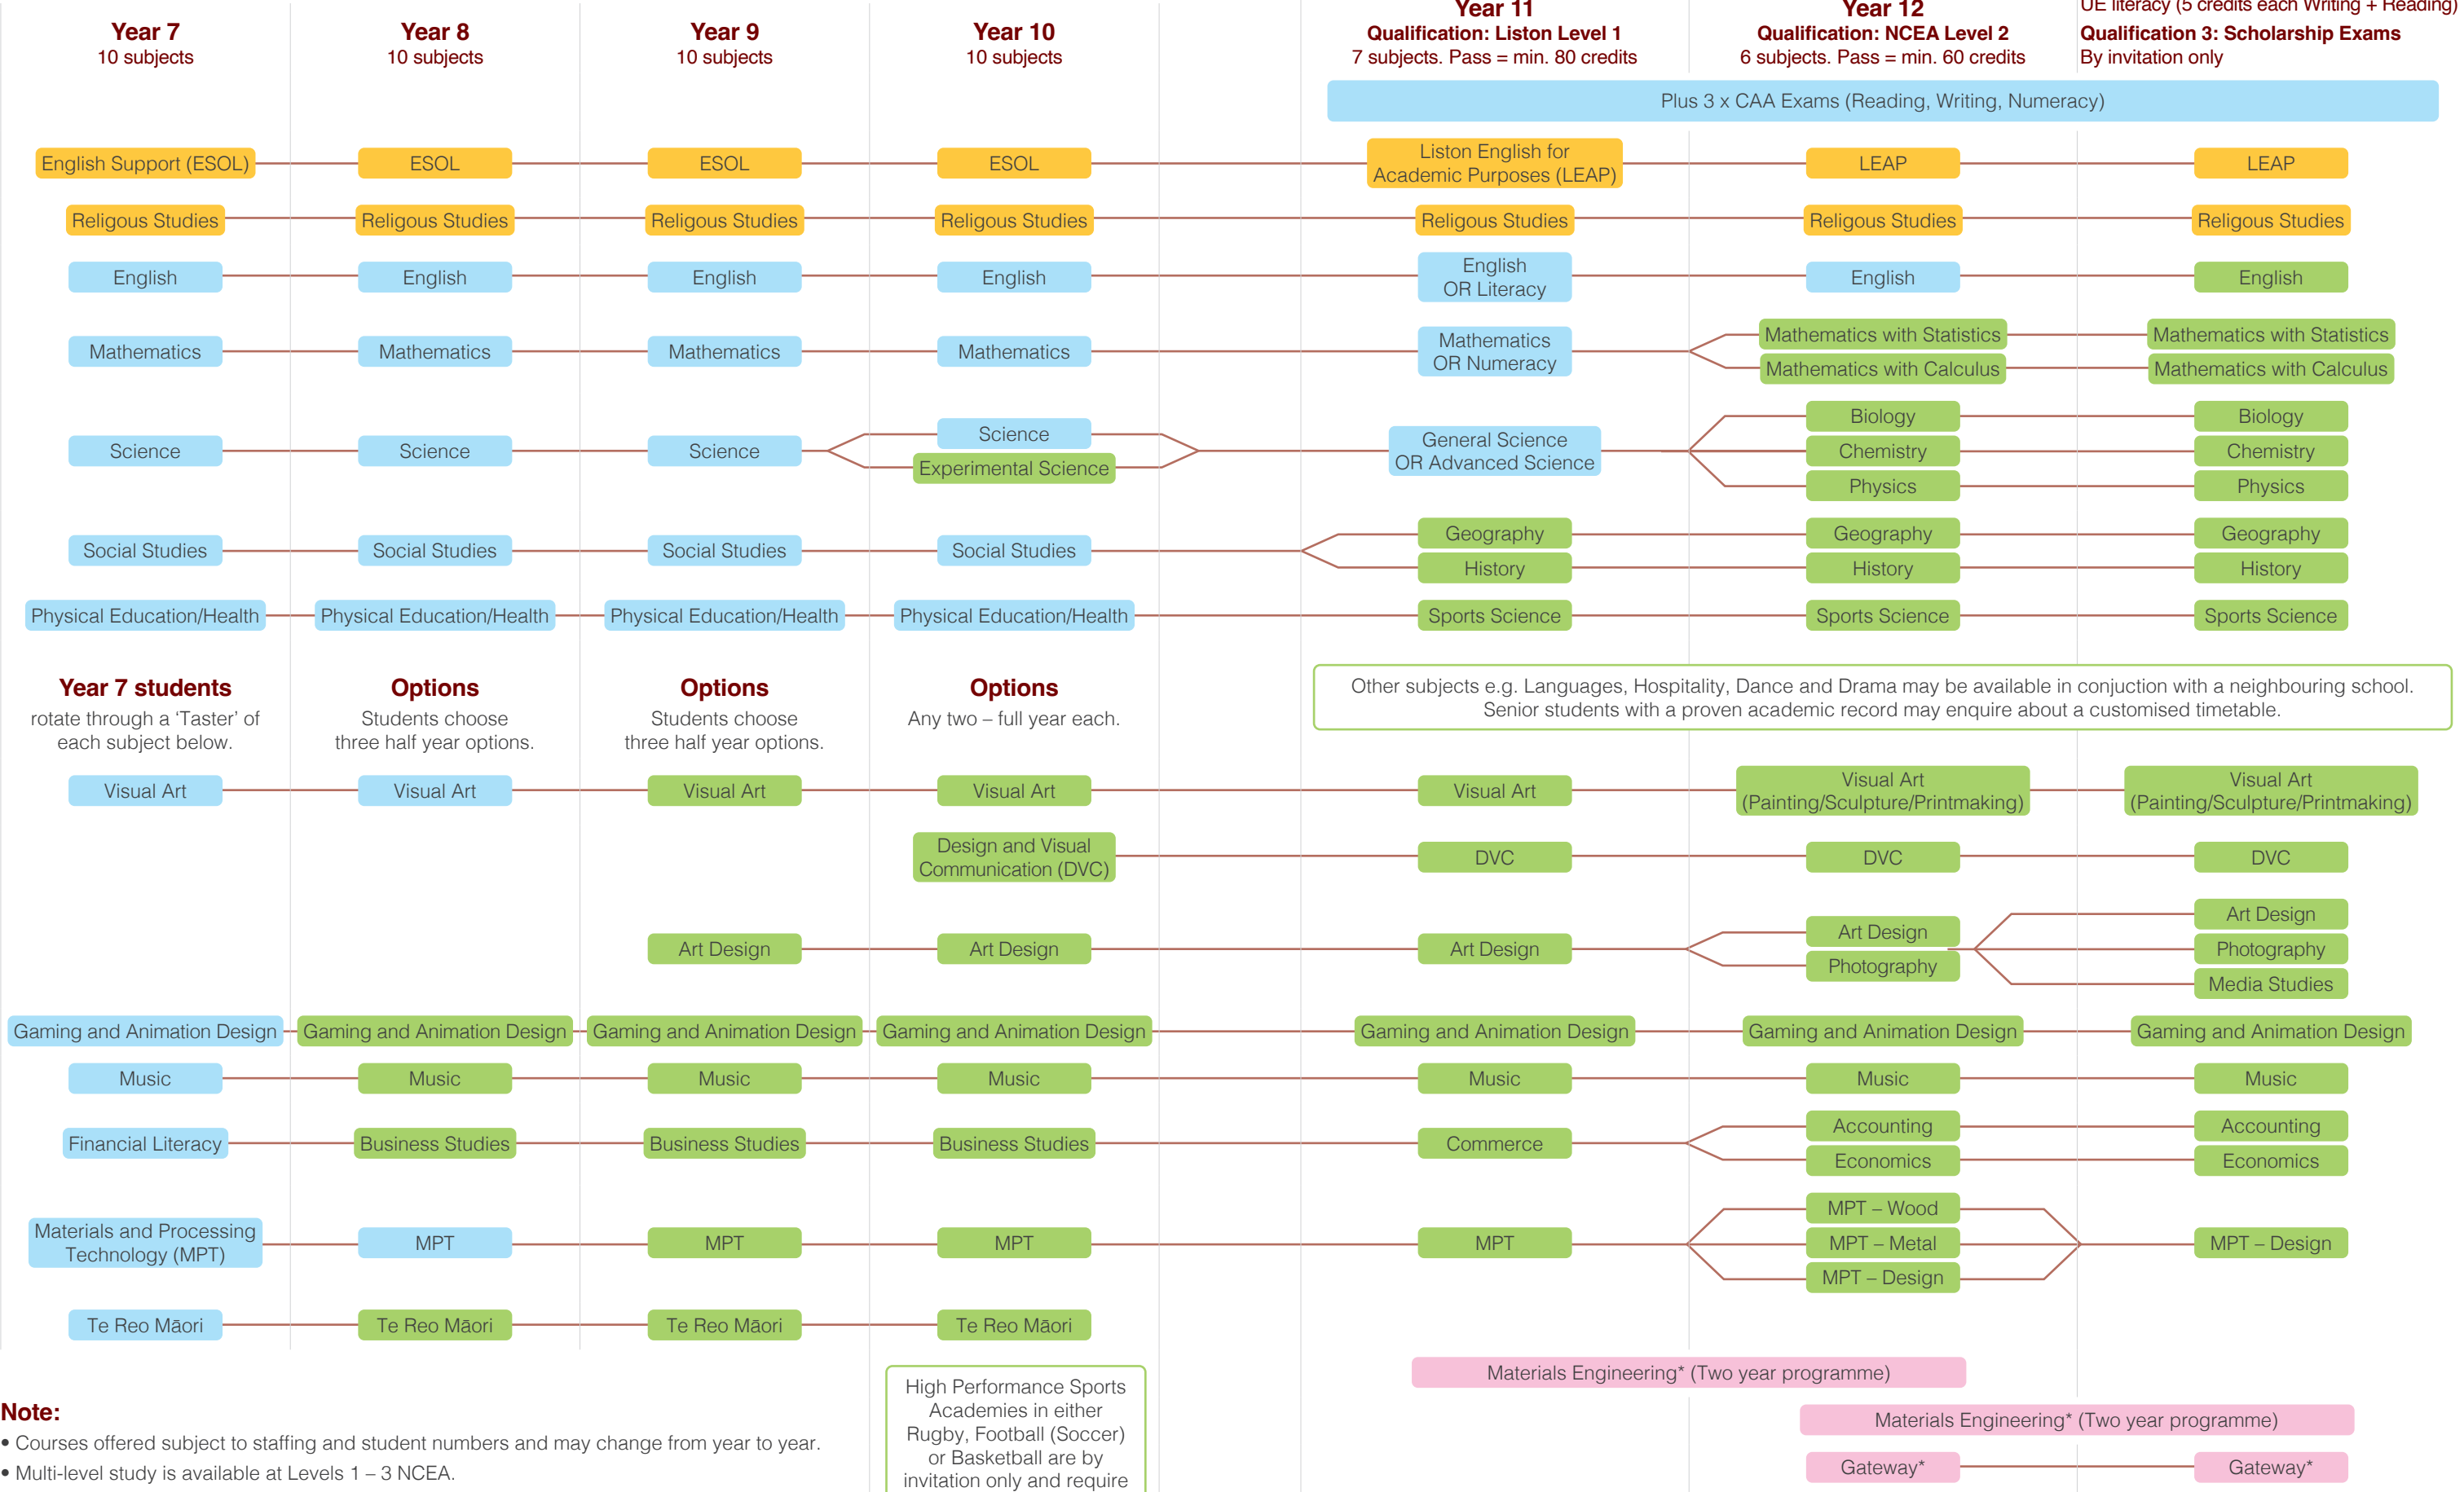 Year 7
10 subjects
Year 8
10 subjects
Year 9
10 subjects
Year 10
10 subjects
Year 11
Qualification: Liston Level 1
7 subjects. Pass = min. 80 credits
Year 12
Qualification: NCEA Level 2
6 subjects. Pass = min. 60 credits
UE literacy (5 credits each Writing + Reading)
Qualification 3: Scholarship Exams
By invitation only
Plus 3 x CAA Exams (Reading, Writing, Numeracy)
English Support (ESOL)
ESOL
ESOL
ESOL
Liston English for
Academic Purposes (LEAP)
LEAP
LEAP
Religous Studies
Religous Studies
Religous Studies
Religous Studies
Religous Studies
Religous Studies
Religous Studies
English
English
English
English
English
OR Literacy
English
English
Mathematics
Mathematics
Mathematics
Mathematics
Mathematics
OR Numeracy
Mathematics with Statistics
Mathematics with Calculus
Mathematics with Statistics
Mathematics with Calculus
Science
Science
Science
Science
Experimental Science
General Science
OR Advanced Science
Biology
Chemistry
Physics
Biology
Chemistry
Physics
Social Studies
Social Studies
Social Studies
Social Studies
Geography
History
Geography
History
Geography
History
Physical Education/Health
Physical Education/Health
Physical Education/Health
Physical Education/Health
Sports Science
Sports Science
Sports Science
Year 7 students
rotate through a ‘Taster’ of
each subject below.
Options
Students choose
three half year options.
Options
Students choose
three half year options.
Options
Any two – full year each.
Other subjects e.g. Languages, Hospitality, Dance and Drama may be available in conjuction with a neighbouring school.
Senior students with a proven academic record may enquire about a customised timetable.
Visual Art
Visual Art
Visual Art
Visual Art
Visual Art
Visual Art
(Painting/Sculpture/Printmaking)
Visual Art
(Painting/Sculpture/Printmaking)
Design and Visual
Communication (DVC)
DVC
DVC
DVC
Art Design
Art Design
Art Design
Art Design
Photography
Art Design
Photography
Media Studies
Gaming and Animation Design
Gaming and Animation Design
Gaming and Animation Design
Gaming and Animation Design
Gaming and Animation Design
Gaming and Animation Design
Gaming and Animation Design
Music
Music
Music
Music
Music
Music
Music
Financial Literacy
Business Studies
Business Studies
Business Studies
Commerce
Accounting
Economics
Accounting
Economics
Materials and Processing
Technology (MPT)
MPT
MPT
MPT
MPT
MPT – Wood
MPT – Metal
MPT – Design
MPT – Design
Te Reo Māori
Te Reo Māori
Te Reo Māori
Te Reo Māori
Materials Engineering* (Two year programme)
Materials Engineering* (Two year programme)
Gateway*
Gateway*
High Performance Sports
Academies in either
Rugby, Football (Soccer)
or Basketball are by
invitation only and require
Note:
• Courses offered subject to staffing and student numbers and may change from year to year.
• Multi-level study is available at Levels 1 – 3 NCEA.